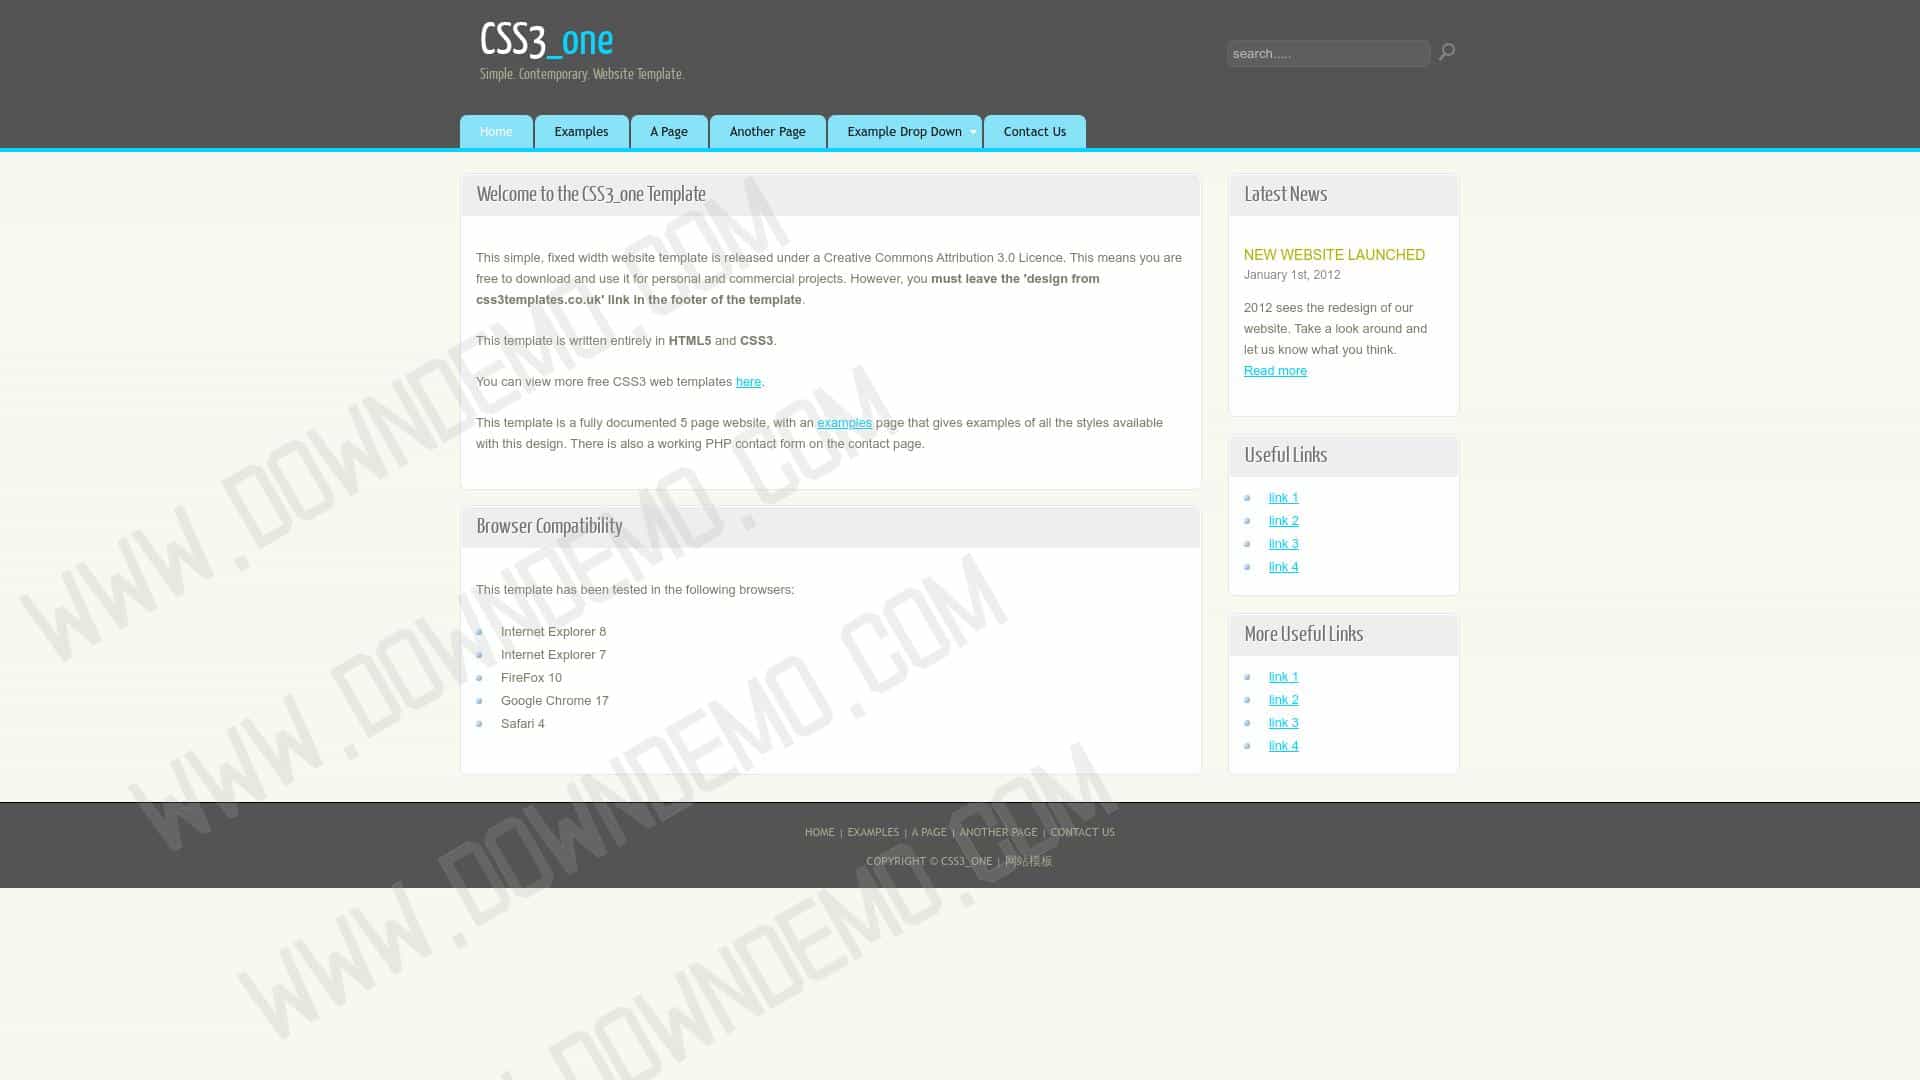 CSS3_one
Simple. Contemporary. Website Template.
search.....
Home
Examples
A Page
Another Page
Example Drop Down
Contact Us
Welcome to the CSS3_one Template
This simple, fixed width website template is released under a Creative Commons Attribution 3.0 Licence. This means you are
free to download and use it for personal and commercial projects. However, you must leave the 'design from
css3templates.co.uk' link in the footer of the template.
This template is written entirely in HTML5 and CSS3.
You can view more free CSS3 web templates here.
This template is a fully documented 5 page website, with an examples page that gives examples of all the styles available
with this design. There is also a working PHP contact form on the contact page.
Browser Compatibility
This template has been tested in the following browsers:
Internet Explorer 8
Internet Explorer 7
FireFox 10
Google Chrome 17
Safari 4
Latest News
NEW WEBSITE LAUNCHED
January 1st, 2012
2012 sees the redesign of our
website. Take a look around and
let us know what you think.
Read more
Useful Links
link 1
link 2
link 3
link 4
More Useful Links
link 1
link 2
link 3
link 4
HOME | EXAMPLES | A PAGE | ANOTHER PAGE | CONTACT US
COPYRIGHT © CSS3_ONE | 网站模板
WWW.DOWNDEMO.COM
WWW.DOWNDEMO.COM
WWW.DOWNDEMO.COM
DOWNDEMO.COM